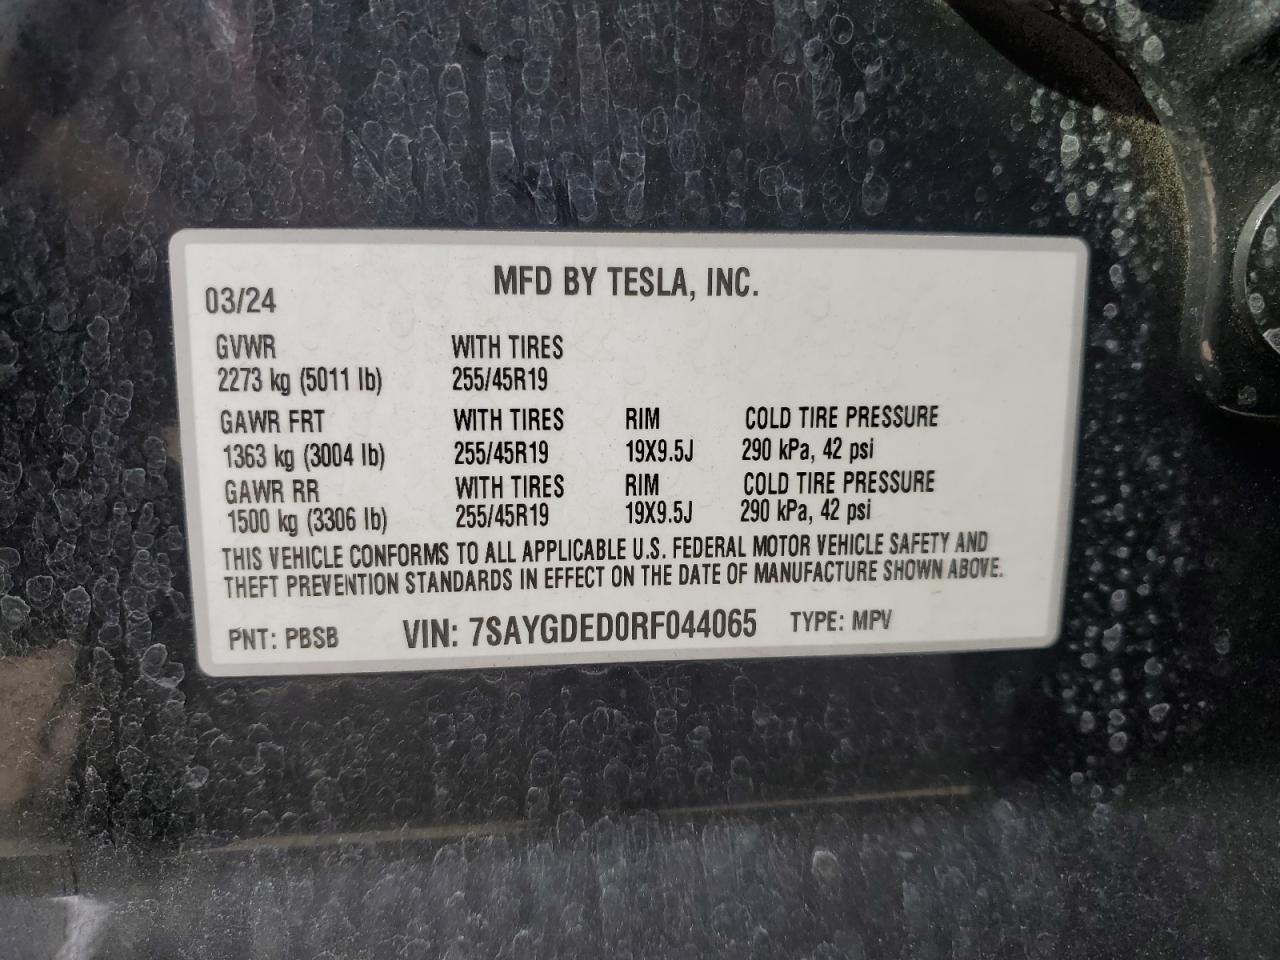 MFD BY TESLA, INC.
03/24
GVWR WITH TIRES
2273 kg (5011 lb) 255/45R19
GAWR FRT WITH TIRES RIM COLD TIRE PRESSURE
1363 kg (3004 lb) 255/45R19 19X9.5J 290 kPa, 42 psi
GAWR RR WITH TIRES RIM COLD TIRE PRESSURE
1500 kg (3306 lb) 255/45R19 19X9.5J 290 kPa, 42 psi
THIS VEHICLE CONFORMS TO ALL APPLICABLE U.S. FEDERAL MOTOR VEHICLE SAFETY AND
THEFT PREVENTION STANDARDS IN EFFECT ON THE DATE OF MANUFACTURE SHOWN ABOVE.
PNT: PBSB VIN: 7SAYGDED0RF044065 TYPE: MPV